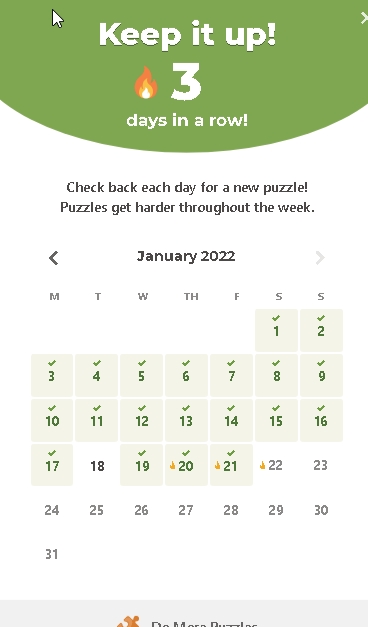 Keep it up!
3
days in a row!
Check back each day for a new puzzle!
Puzzles get harder throughout the week.
January 2022
M T W TH F S S
1 2
3 4 5 6 7 8 9
10 11 12 13 14 15 16
17 18 19 20 21 22 23
24 25 26 27 28 29 30
31
Do More Puzzles